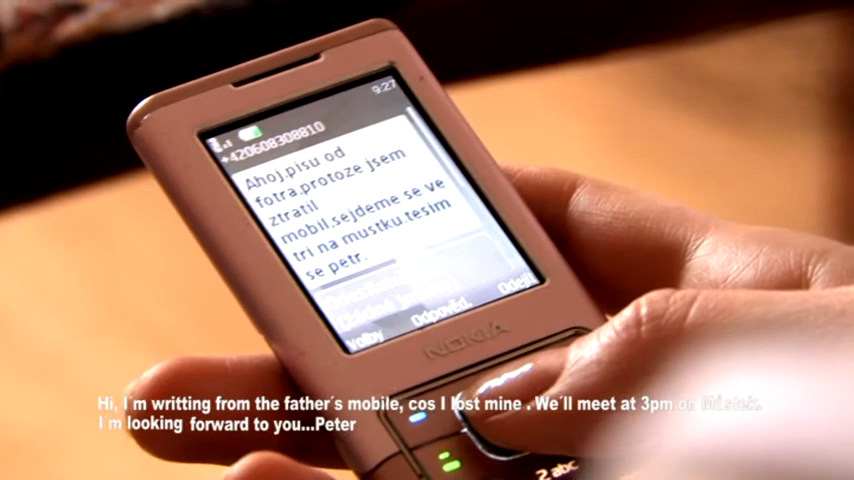 9:27
+420608308810
Ahoj.pisu od
fotra.protoze jsem
ztratil
mobil.sejdeme se ve
tri na mustku.tesim
se petr.
Volby Odpověd. Odejít
NOKIA
2 abc
Hi, I´m writting from the father´s mobile, cos I lost mine . We´ll meet at 3pm on Mustek.
I´m looking forward to you...Peter